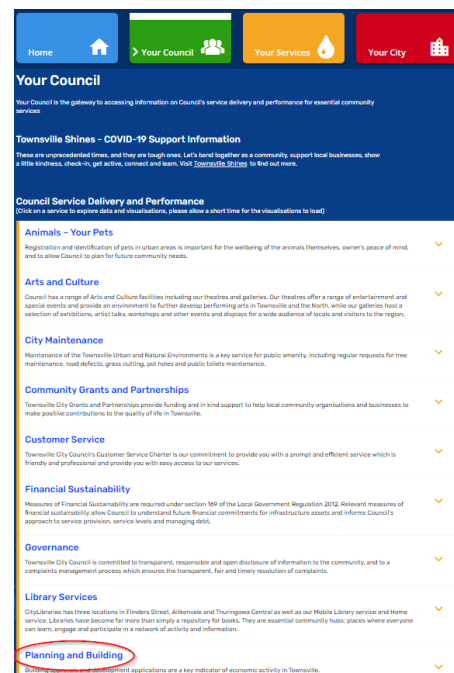 Home
> Your Council
Your Services
Your City
Your Council
Your Council is the gateway to accessing information on Council's service delivery and performance for essential community
services
Townsville Shines - COVID-19 Support Information
These are unprecedented times, and they are tough ones. Let's band together as a community, support local businesses, show
a little kindness, check-in, get active, connect and learn. Visit Townsville Shines to find out more.
Council Service Delivery and Performance
(Click on a service to explore data and visualisations, please allow a short time for the visualisations to load)
Animals – Your Pets
Registration and identification of pets in urban areas is important for the wellbeing of the animals themselves, owner's peace of mind,
and to allow Council to plan for future community needs.
Arts and Culture
Council has a range of Arts and Culture facilities including our theatres and galleries. Our theatres offer a range of entertainment and
special events and provide an environment to further develop performing arts in Townsville and the North, while our galleries host a
selection of exhibitions, artist talks, workshops and other events and displays for a wide audience of locals and visitors to the region.
City Maintenance
Maintenance of the Townsville Urban and Natural Environments is a key service for public amenity, including regular requests for tree
maintenance, road defects, grass cutting, pot holes and public toilets maintenance.
Community Grants and Partnerships
Townsville City Grants and Partnerships provide funding and in kind support to help local community organisations and businesses to
make positive contributions to the quality of life in Townsville.
Customer Service
Townsville City Council's Customer Service Charter is our commitment to provide you with a prompt and efficient service which is
friendly and professional and provide you with easy access to our services.
Financial Sustainability
Measures of Financial Sustainability are required under section 169 of the Local Government Regulation 2012. Relevant measures of
financial sustainability allow Council to understand future financial commitments for infrastructure assets and informs Council's
approach to service provision, service levels and managing debt.
Governance
Townsville City Council is committed to transparent, responsible and open disclosure of information to the community, and to a
complaints management process which ensures the transparent, fair and timely resolution of complaints.
Library Services
CityLibraries has three locations in Flinders Street, Aitkenvale and Thuringowa Central as well as our Mobile Library service and Home
service. Libraries have become far more than simply a repository for books. They are essential community hubs; places where everyone
can learn, engage and participate in a network of activity and information.
Planning and Building
Building approvals and development applications are a key indicator of economic activity in Townsville.